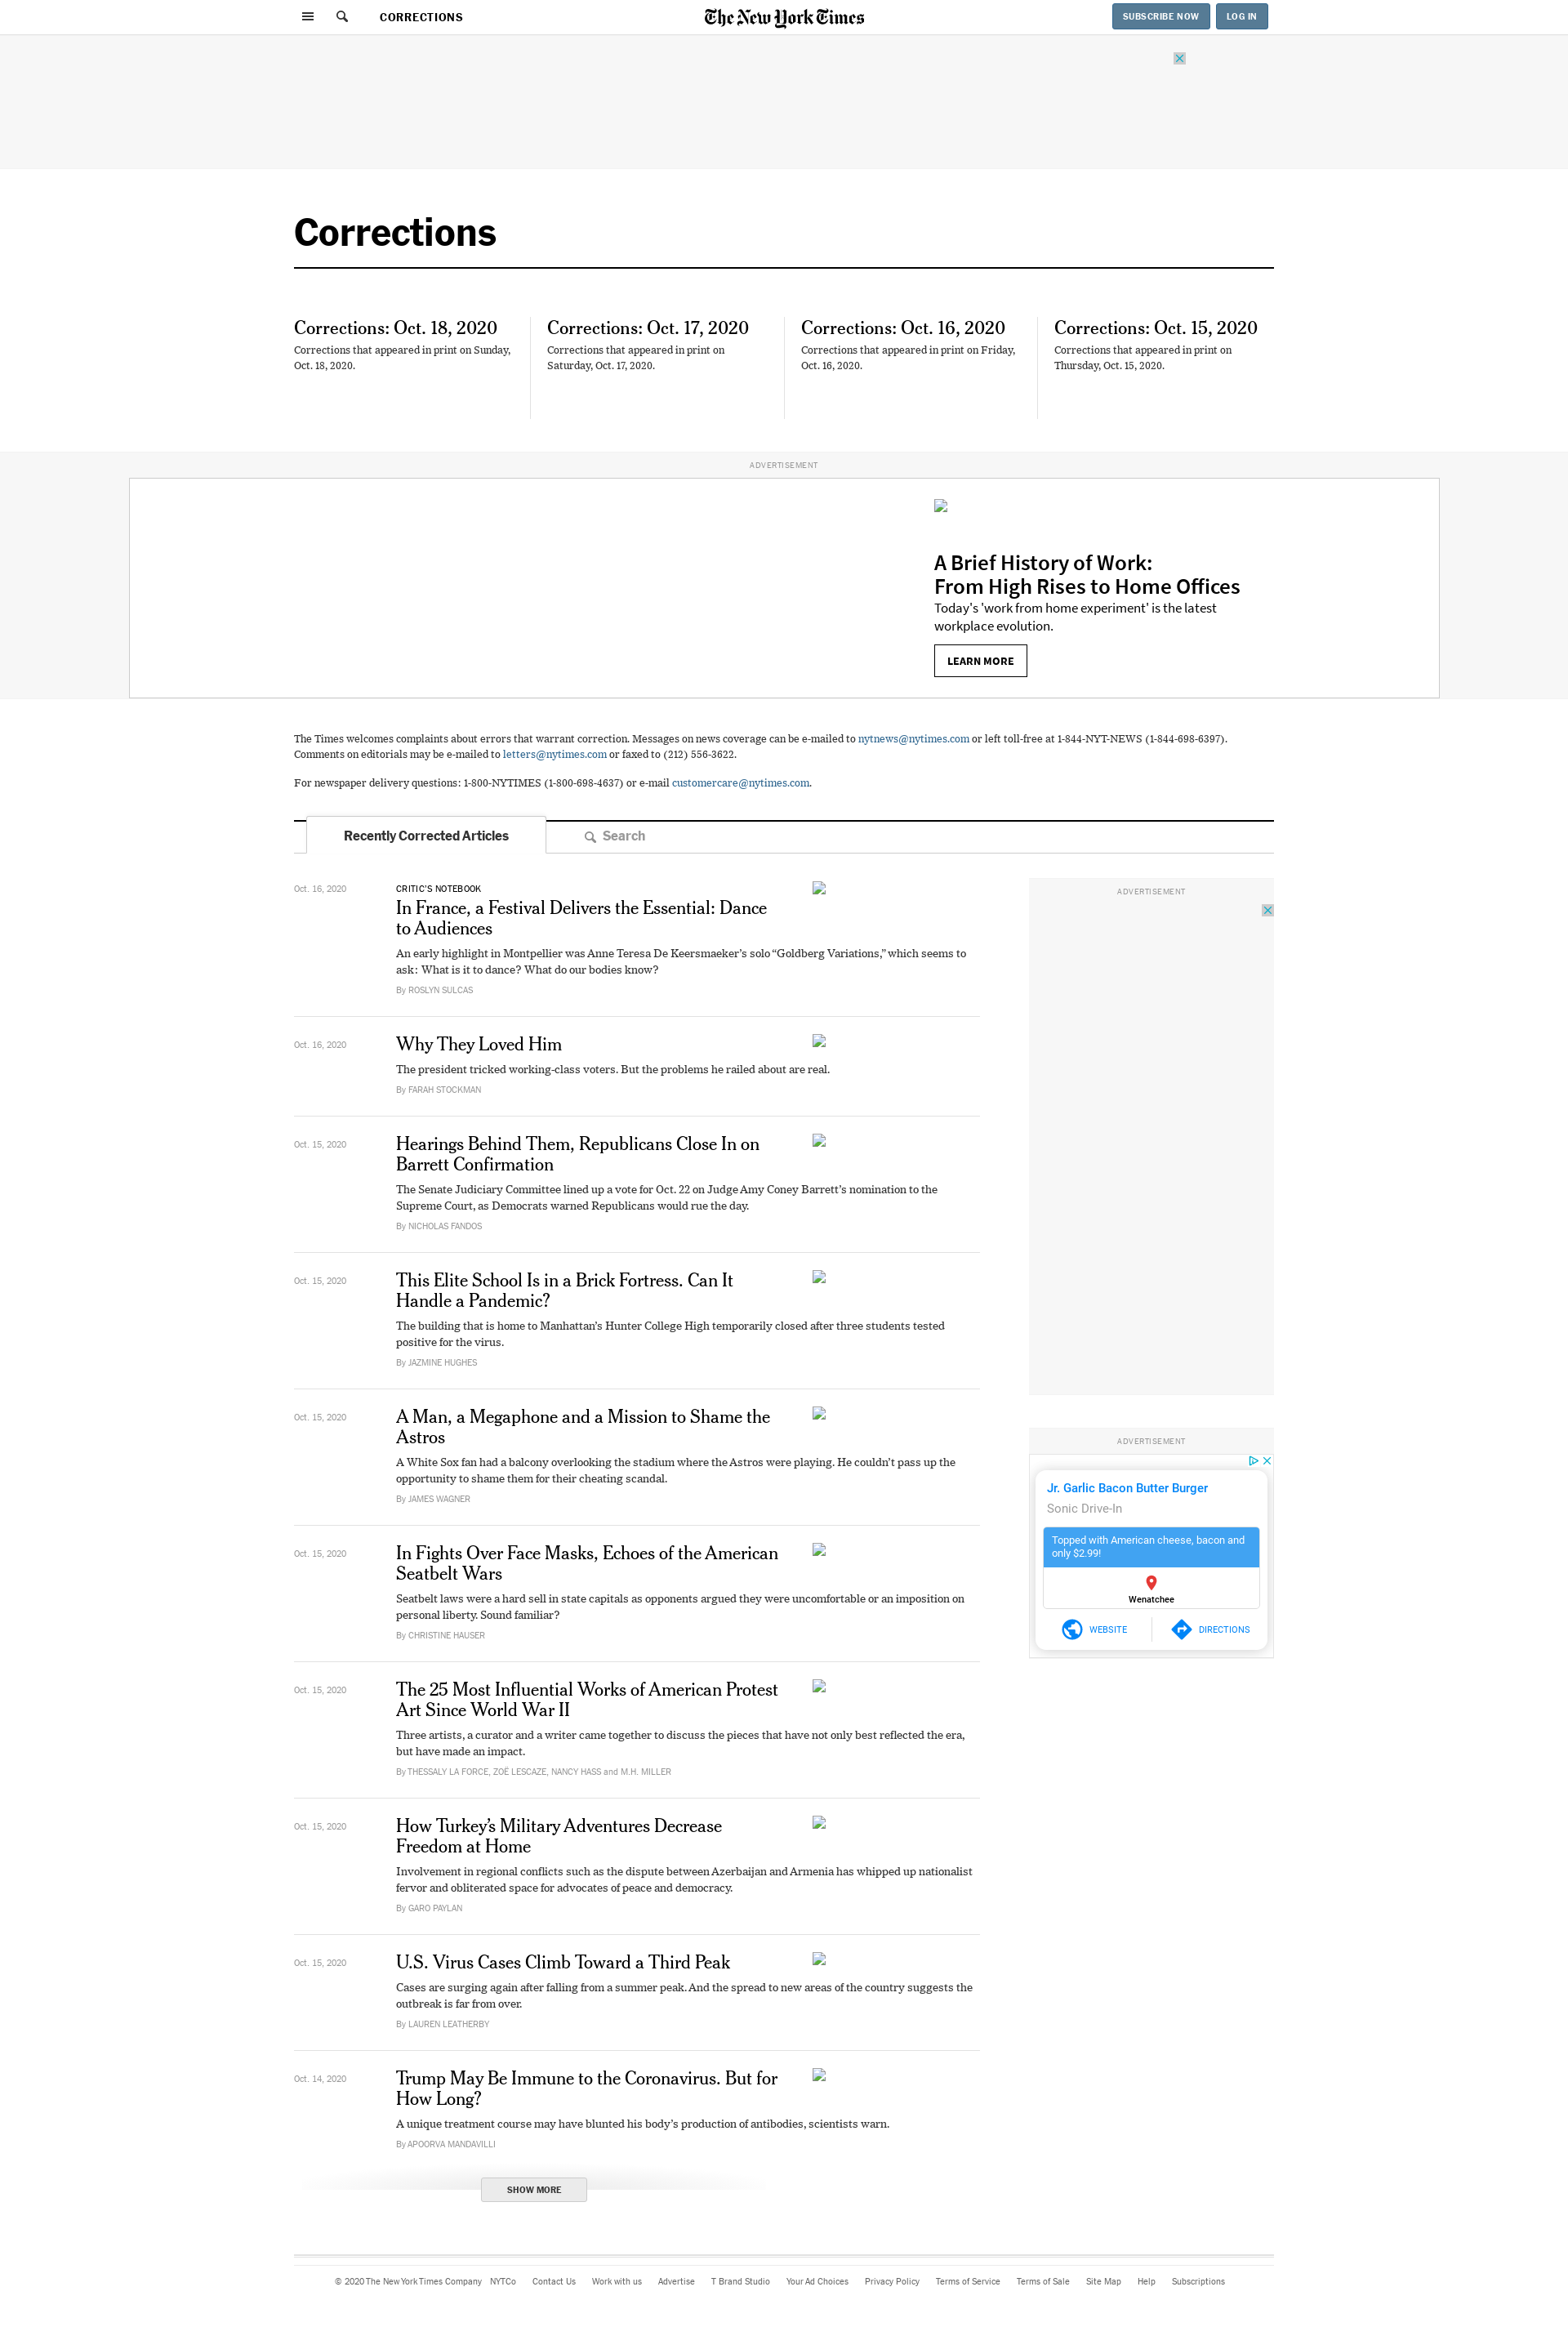 CORRECTIONS
The New York Times
SUBSCRIBE NOW
LOG IN
Corrections
Corrections: Oct. 18, 2020
Corrections that appeared in print on Sunday,
Oct. 18, 2020.
Corrections: Oct. 17, 2020
Corrections that appeared in print on
Saturday, Oct. 17, 2020.
Corrections: Oct. 16, 2020
Corrections that appeared in print on Friday,
Oct. 16, 2020.
Corrections: Oct. 15, 2020
Corrections that appeared in print on
Thursday, Oct. 15, 2020.
ADVERTISEMENT
A Brief History of Work:
From High Rises to Home Offices
Today's 'work from home experiment' is the latest
workplace evolution.
LEARN MORE
The Times welcomes complaints about errors that warrant correction. Messages on news coverage can be e-mailed to nytnews@nytimes.com or left toll-free at 1-844-NYT-NEWS (1-844-698-6397).
Comments on editorials may be e-mailed to letters@nytimes.com or faxed to (212) 556-3622.
For newspaper delivery questions: 1-800-NYTIMES (1-800-698-4637) or e-mail customercare@nytimes.com.
Recently Corrected Articles
Search
Oct. 16, 2020
CRITIC'S NOTEBOOK
In France, a Festival Delivers the Essential: Dance
to Audiences
An early highlight in Montpellier was Anne Teresa De Keersmaeker’s solo “Goldberg Variations,” which seems to
ask: What is it to dance? What do our bodies know?
By ROSLYN SULCAS
Oct. 16, 2020
Why They Loved Him
The president tricked working-class voters. But the problems he railed about are real.
By FARAH STOCKMAN
Oct. 15, 2020
Hearings Behind Them, Republicans Close In on
Barrett Confirmation
The Senate Judiciary Committee lined up a vote for Oct. 22 on Judge Amy Coney Barrett’s nomination to the
Supreme Court, as Democrats warned Republicans would rue the day.
By NICHOLAS FANDOS
Oct. 15, 2020
This Elite School Is in a Brick Fortress. Can It
Handle a Pandemic?
The building that is home to Manhattan’s Hunter College High temporarily closed after three students tested
positive for the virus.
By JAZMINE HUGHES
Oct. 15, 2020
A Man, a Megaphone and a Mission to Shame the
Astros
A White Sox fan had a balcony overlooking the stadium where the Astros were playing. He couldn’t pass up the
opportunity to shame them for their cheating scandal.
By JAMES WAGNER
Oct. 15, 2020
In Fights Over Face Masks, Echoes of the American
Seatbelt Wars
Seatbelt laws were a hard sell in state capitals as opponents argued they were uncomfortable or an imposition on
personal liberty. Sound familiar?
By CHRISTINE HAUSER
Oct. 15, 2020
The 25 Most Influential Works of American Protest
Art Since World War II
Three artists, a curator and a writer came together to discuss the pieces that have not only best reflected the era,
but have made an impact.
By THESSALY LA FORCE, ZOË LESCAZE, NANCY HASS and M.H. MILLER
Oct. 15, 2020
How Turkey’s Military Adventures Decrease
Freedom at Home
Involvement in regional conflicts such as the dispute between Azerbaijan and Armenia has whipped up nationalist
fervor and obliterated space for advocates of peace and democracy.
By GARO PAYLAN
Oct. 15, 2020
U.S. Virus Cases Climb Toward a Third Peak
Cases are surging again after falling from a summer peak. And the spread to new areas of the country suggests the
outbreak is far from over.
By LAUREN LEATHERBY
Oct. 14, 2020
Trump May Be Immune to the Coronavirus. But for
How Long?
A unique treatment course may have blunted his body’s production of antibodies, scientists warn.
By APOORVA MANDAVILLI
SHOW MORE
ADVERTISEMENT
ADVERTISEMENT
Jr. Garlic Bacon Butter Burger
Sonic Drive-In
Topped with American cheese, bacon and
only $2.99!
Wenatchee
WEBSITE
DIRECTIONS
© 2020 The New York Times Company NYTCo Contact Us Work with us Advertise T Brand Studio Your Ad Choices Privacy Policy Terms of Service Terms of Sale Site Map Help Subscriptions